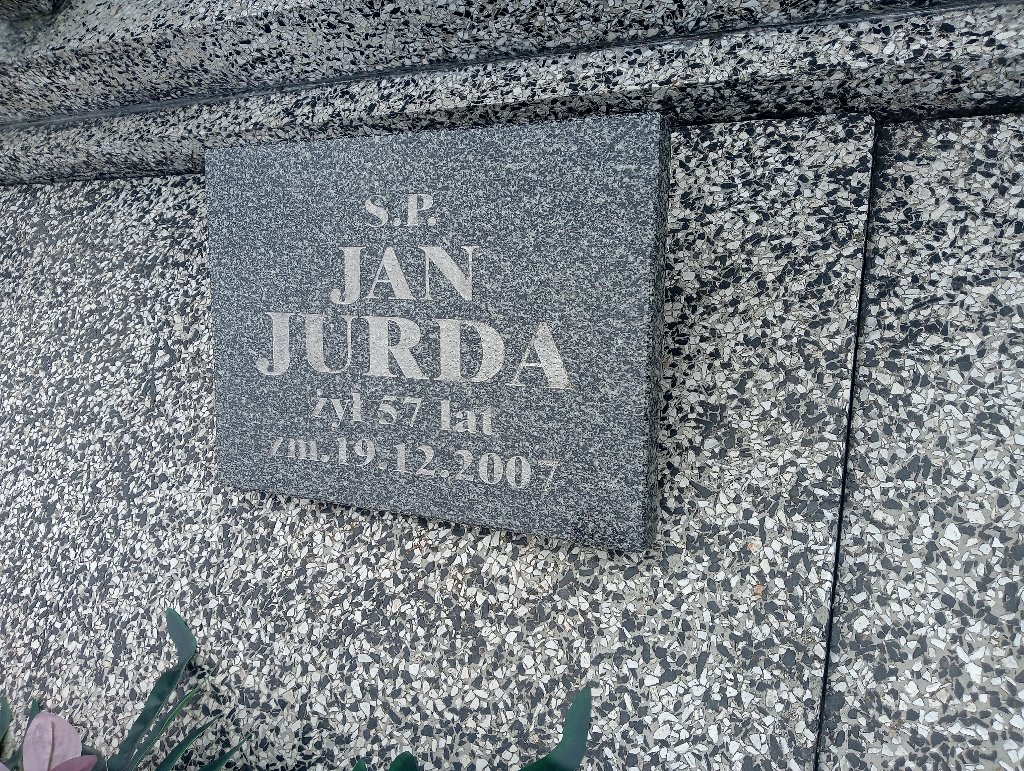 Ś.P.
JAN
JURDA
żył 57 lat
zm.19.12.2007